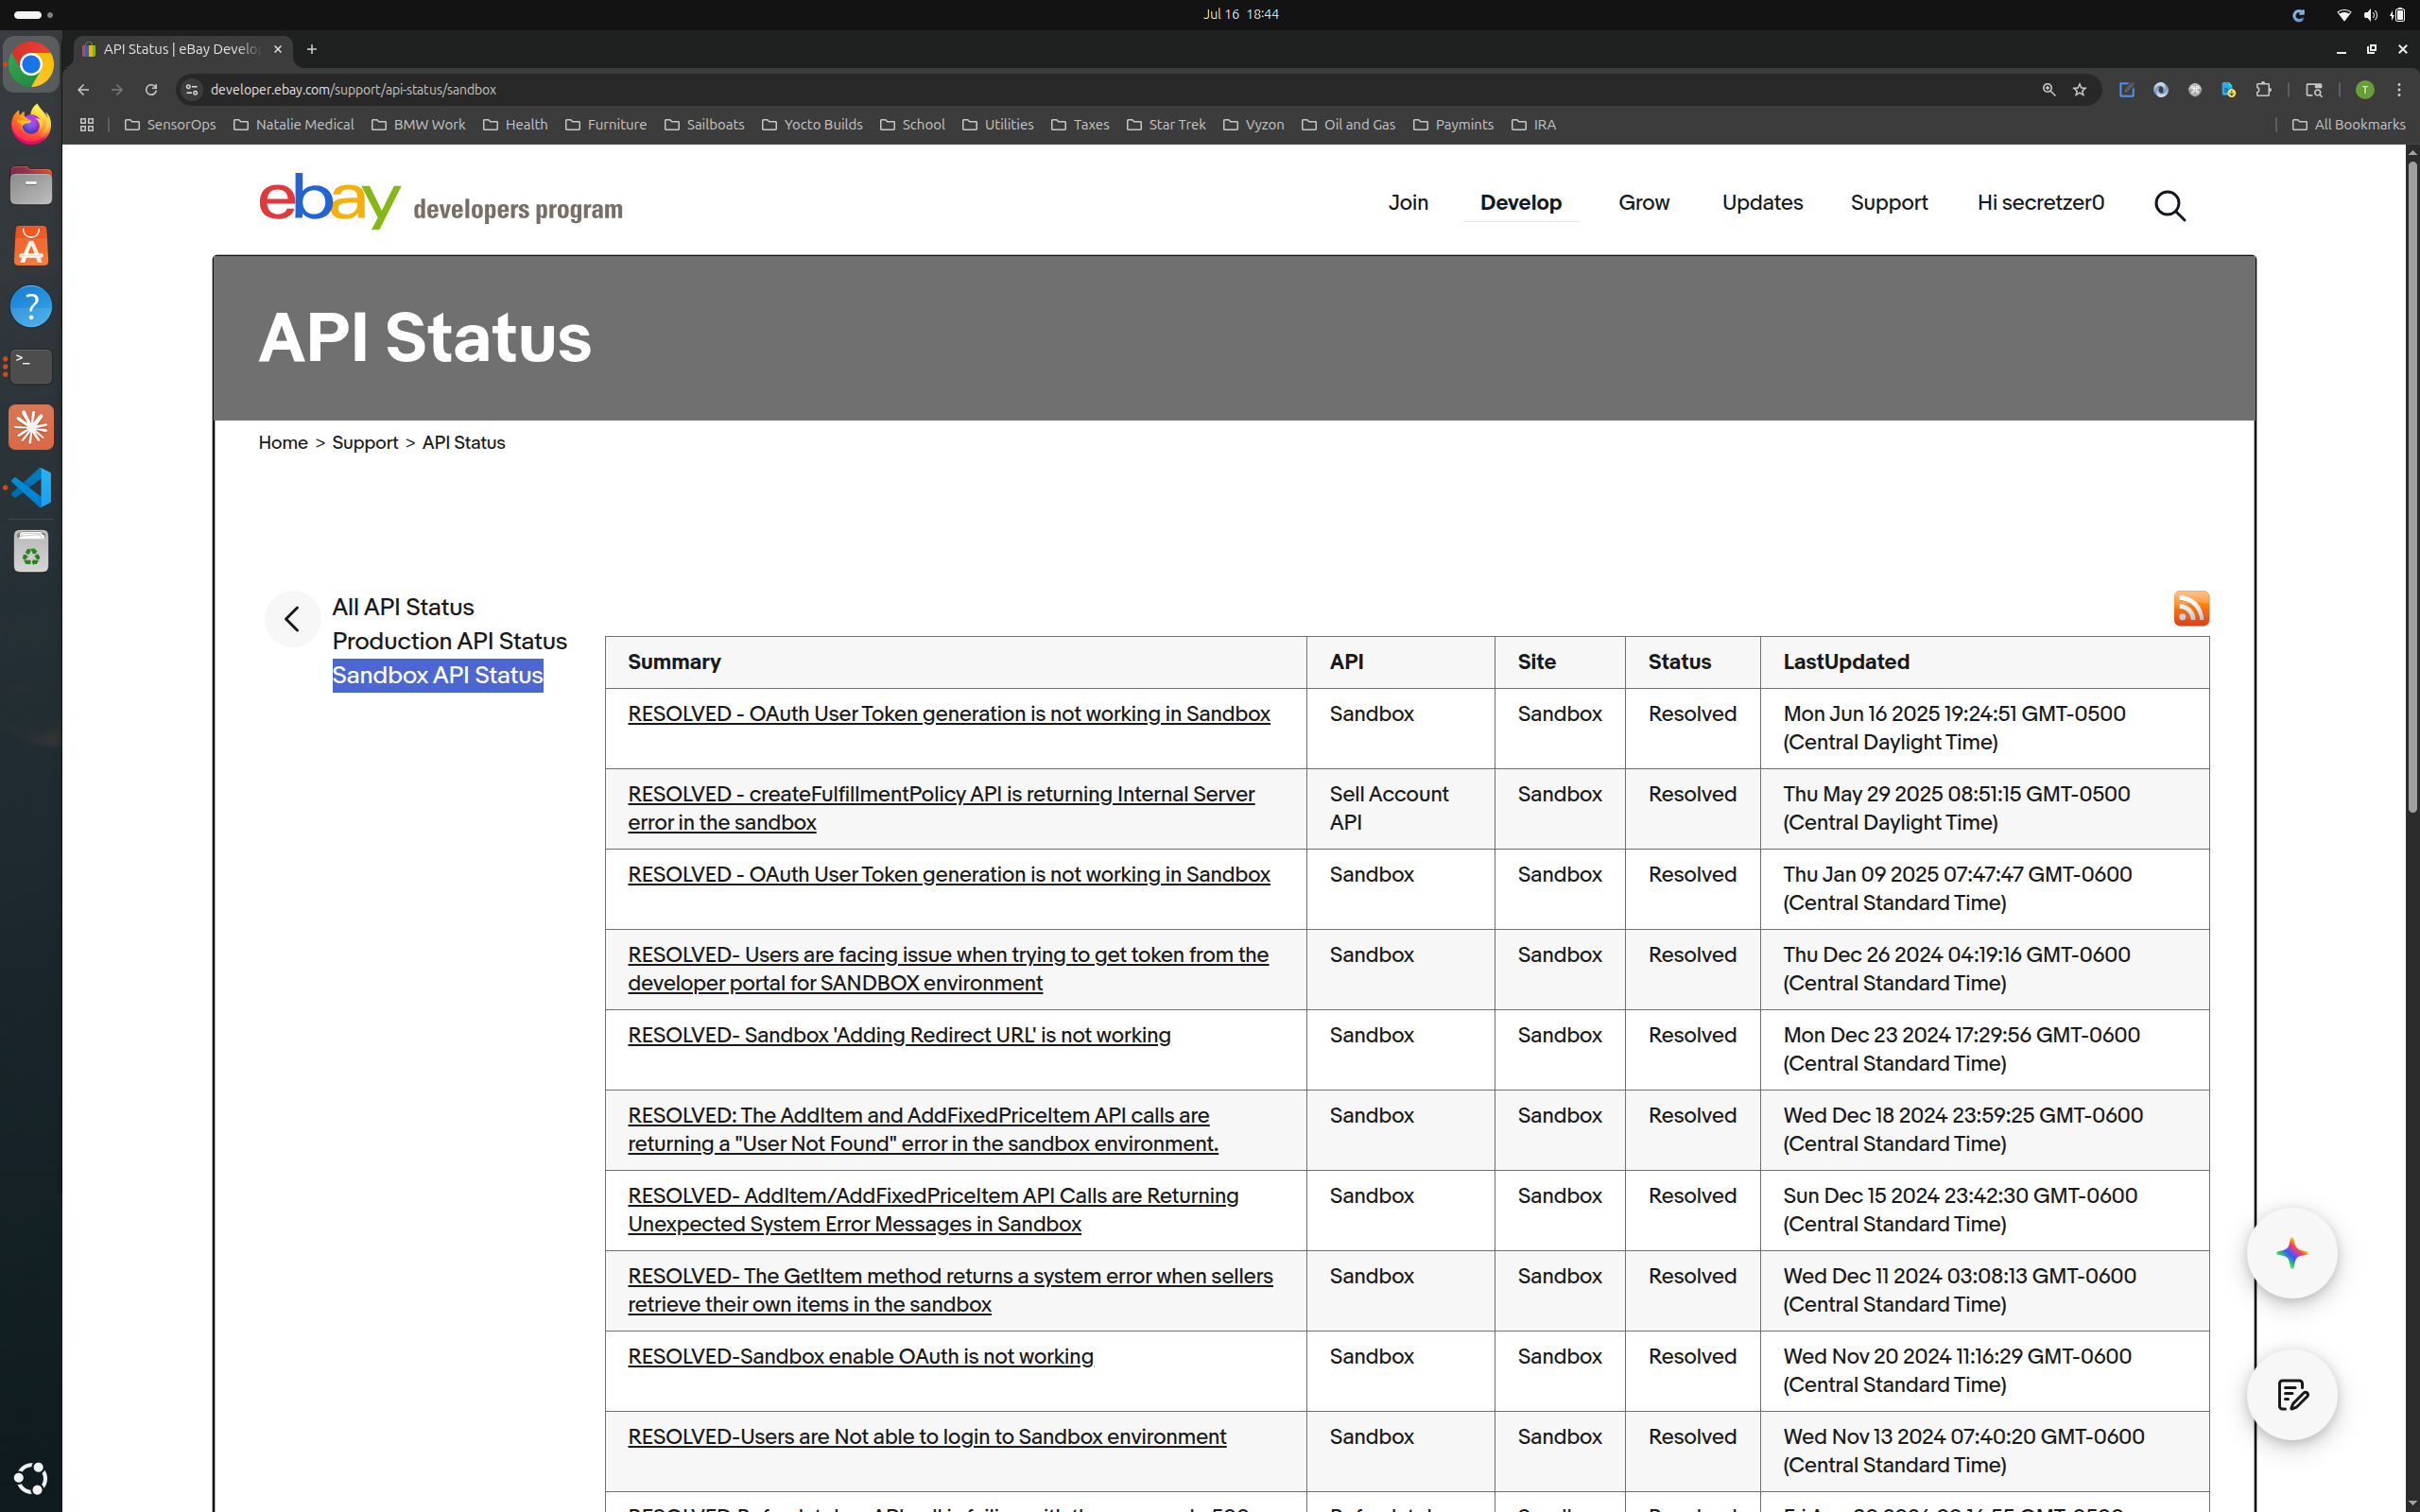 Jul 16 18:44
API Status | eBay Develo
developer.ebay.com/support/api-status/sandbox
T
SensorOps
Natalie Medical
BMW Work
Health
Furniture
Sailboats
Yocto Builds
School
Utilities
Taxes
Star Trek
Vyzon
Oil and Gas
Paymints
IRA
All Bookmarks
ebay developers program
Join
Develop
Grow
Updates
Support
Hi secretzer0
API Status
Home > Support > API Status
All API Status
Production API Status
Sandbox API Status
Summary API Site Status LastUpdated
RESOLVED - OAuth User Token generation is not working in Sandbox Sandbox Sandbox Resolved Mon Jun 16 2025 19:24:51 GMT-0500
(Central Daylight Time)
RESOLVED - createFulfillmentPolicy API is returning Internal Server Sell Account Sandbox Resolved Thu May 29 2025 08:51:15 GMT-0500
error in the sandbox API (Central Daylight Time)
RESOLVED - OAuth User Token generation is not working in Sandbox Sandbox Sandbox Resolved Thu Jan 09 2025 07:47:47 GMT-0600
(Central Standard Time)
RESOLVED- Users are facing issue when trying to get token from the Sandbox Sandbox Resolved Thu Dec 26 2024 04:19:16 GMT-0600
developer portal for SANDBOX environment (Central Standard Time)
RESOLVED- Sandbox 'Adding Redirect URL' is not working Sandbox Sandbox Resolved Mon Dec 23 2024 17:29:56 GMT-0600
(Central Standard Time)
RESOLVED: The AddItem and AddFixedPriceItem API calls are Sandbox Sandbox Resolved Wed Dec 18 2024 23:59:25 GMT-0600
returning a "User Not Found" error in the sandbox environment. (Central Standard Time)
RESOLVED- AddItem/AddFixedPriceItem API Calls are Returning Sandbox Sandbox Resolved Sun Dec 15 2024 23:42:30 GMT-0600
Unexpected System Error Messages in Sandbox (Central Standard Time)
RESOLVED- The GetItem method returns a system error when sellers Sandbox Sandbox Resolved Wed Dec 11 2024 03:08:13 GMT-0600
retrieve their own items in the sandbox (Central Standard Time)
RESOLVED-Sandbox enable OAuth is not working Sandbox Sandbox Resolved Wed Nov 20 2024 11:16:29 GMT-0600
(Central Standard Time)
RESOLVED-Users are Not able to login to Sandbox environment Sandbox Sandbox Resolved Wed Nov 13 2024 07:40:20 GMT-0600
(Central Standard Time)